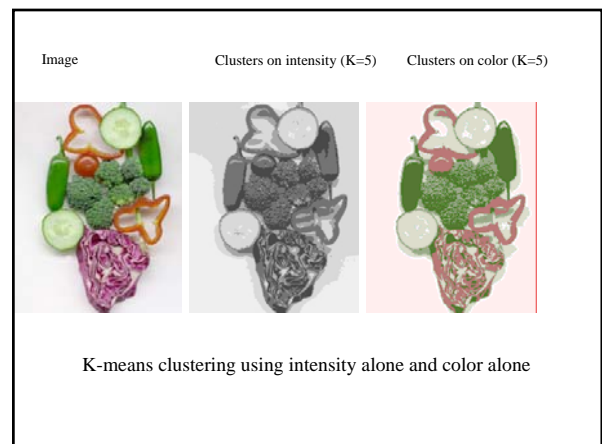 Image Clusters on intensity (K=5) Clusters on color (K=5)
K-means clustering using intensity alone and color alone